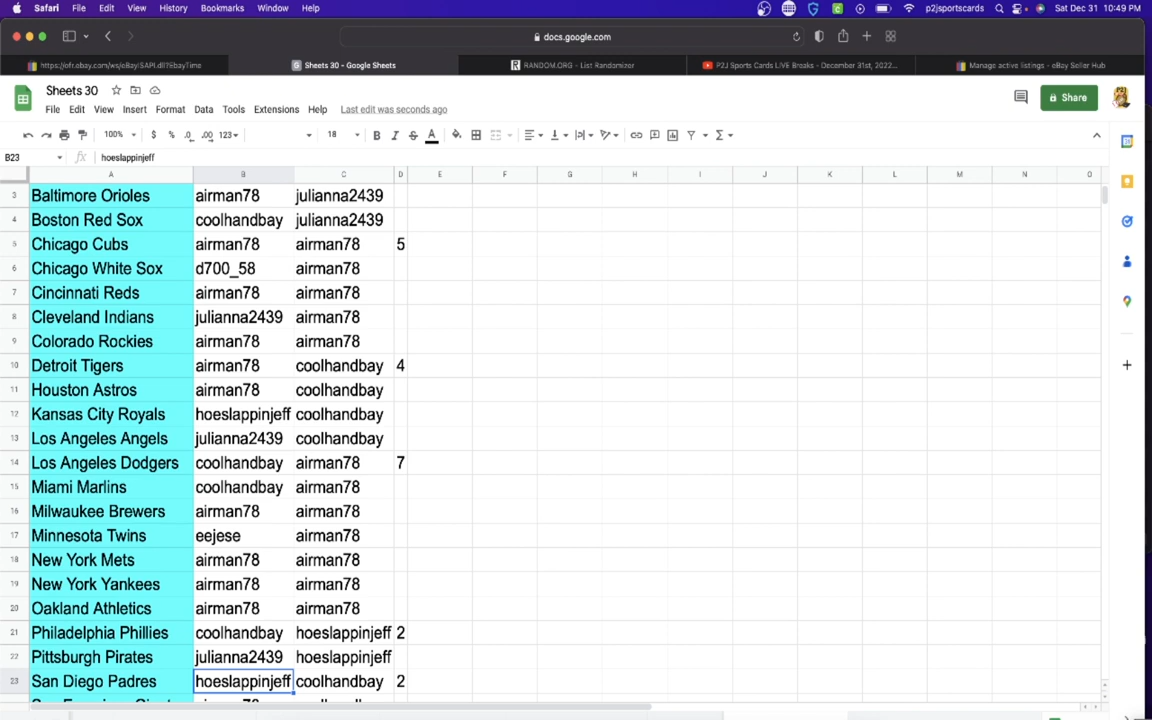 Safari File Edit View History Bookmarks Window Help p2jsportscards Sat Dec 31 10:49 PM
docs.google.com
https://ofr.ebay.com/ws/eBayISAPI.dll?EbayTime Sheets 30 - Google Sheets RANDOM.ORG - List Randomizer P2J Sports Cards LIVE Breaks - December 31st, 2022... Manage active listings - eBay Seller Hub
Sheets 30
File Edit View Insert Format Data Tools Extensions Help Last edit was seconds ago
Share
100% $ % .0 .00 123 18 B I S A
B23 fx hoeslappinjeff
A B C D E F G H I J K L M N O
3 Baltimore Orioles airman78 julianna2439
4 Boston Red Sox coolhandbay julianna2439
5 Chicago Cubs airman78 airman78 5
6 Chicago White Sox d700_58 airman78
7 Cincinnati Reds airman78 airman78
8 Cleveland Indians julianna2439 airman78
9 Colorado Rockies airman78 airman78
10 Detroit Tigers airman78 coolhandbay 4
11 Houston Astros airman78 coolhandbay
12 Kansas City Royals hoeslappinjeff coolhandbay
13 Los Angeles Angels julianna2439 coolhandbay
14 Los Angeles Dodgers coolhandbay airman78 7
15 Miami Marlins coolhandbay airman78
16 Milwaukee Brewers airman78 airman78
17 Minnesota Twins eejese airman78
18 New York Mets airman78 airman78
19 New York Yankees airman78 airman78
20 Oakland Athletics airman78 airman78
21 Philadelphia Phillies coolhandbay hoeslappinjeff 2
22 Pittsburgh Pirates julianna2439 hoeslappinjeff
23 San Diego Padres hoeslappinjeff coolhandbay 2